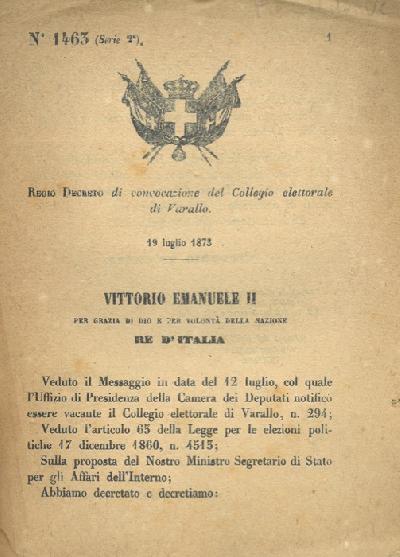 N° 1463 (Serie 2ª). 1
REGIO DECRETO di convocazione del Collegio elettorale
di Varallo.
19 luglio 1873
VITTORIO EMANUELE II
PER GRAZIA DI DIO E PER VOLONTÀ DELLA NAZIONE
RE D'ITALIA
Veduto il Messaggio in data del 12 luglio, col quale
l'Uffizio di Presidenza della Camera dei Deputati notificò
essere vacante il Collegio elettorale di Varallo, n. 294;
Veduto l'articolo 63 della Legge per le elezioni poli-
tiche 17 dicembre 1860, n. 4513;
Sulla proposta del Nostro Ministro Segretario di Stato
per gli Affari dell'Interno;
Abbiamo decretato e decretiamo: